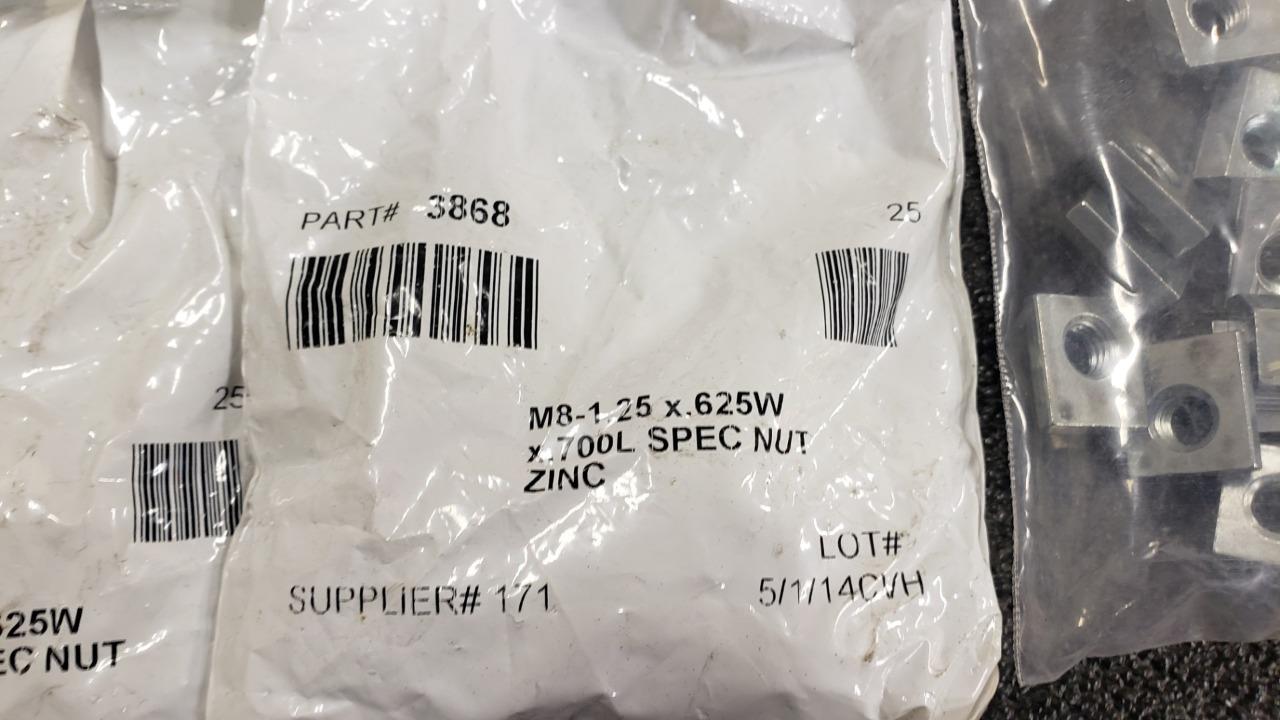 PART# 3868
25
M8-1.25 x.625W
x.700L SPEC NUT
ZINC
LOT#
SUPPLIER# 171
5/1/14CVH
25
625W
EC NUT